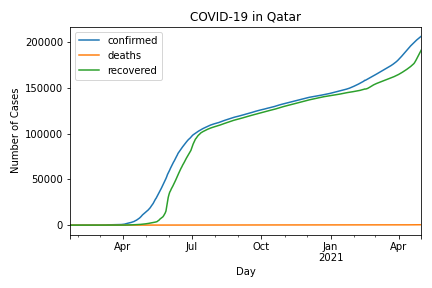 COVID-19 in Qatar
confirmed
deaths
recovered
Number of Cases
200000
150000
100000
50000
0
Apr
Jul
Oct
Jan
2021
Apr
Day